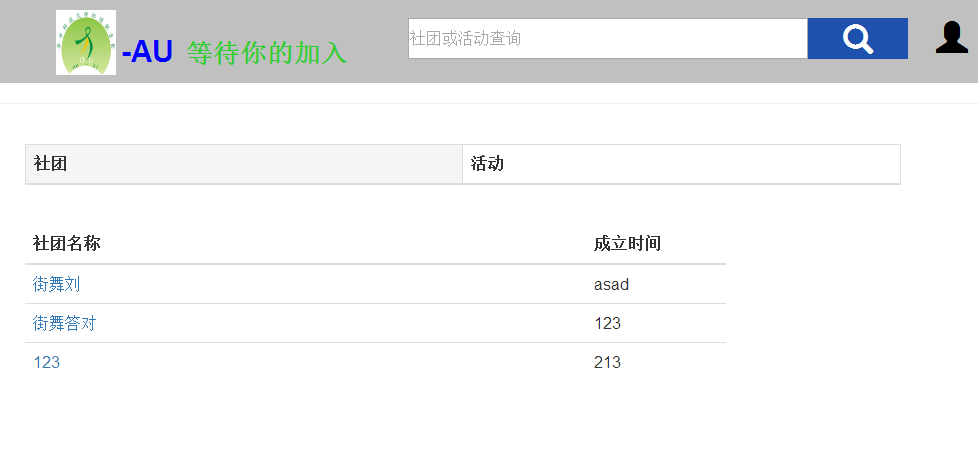 -AU 等待你的加入
社团或活动查询
社团 活动
社团名称 成立时间
街舞刘 asad
街舞答对 123
123 213